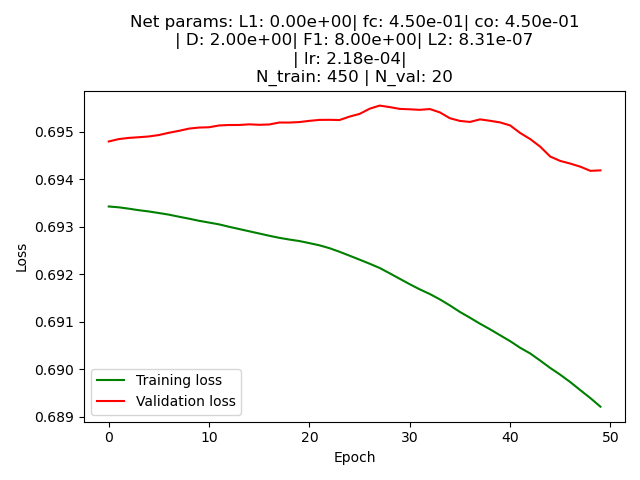 Net params: L1: 0.00e+00| fc: 4.50e-01| co: 4.50e-01
| D: 2.00e+00| F1: 8.00e+00| L2: 8.31e-07
| lr: 2.18e-04|
N_train: 450 | N_val: 20
0.695
0.694
0.693
0.692
0.691
0.690
0.689
Loss
Training loss
Validation loss
0 10 20 30 40 50
Epoch